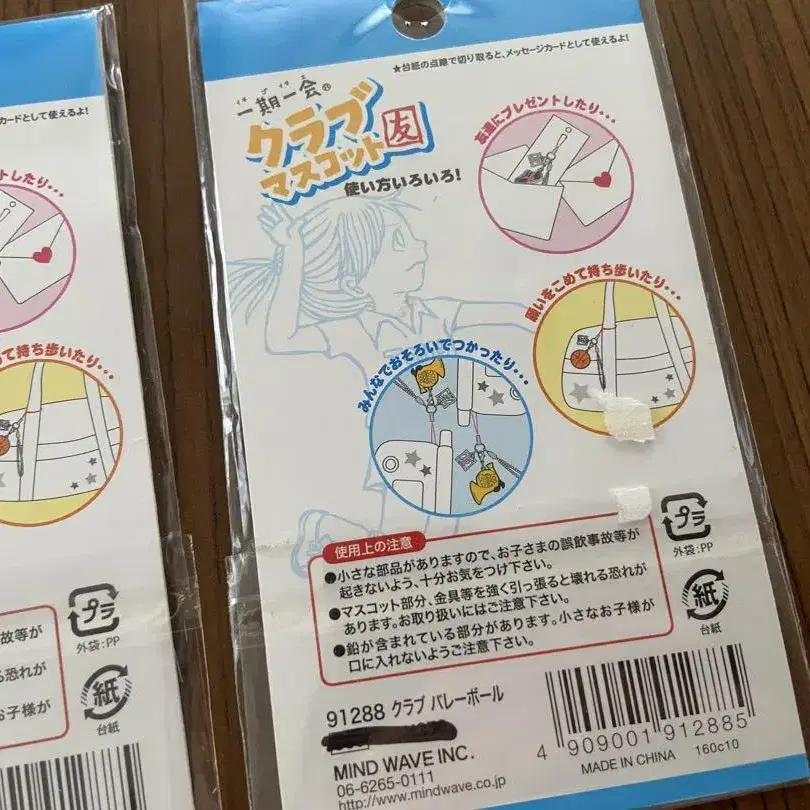 ★台紙の点線で切り取ると、メッセージカードとして使えるよ!
イチゴイチエ
一期一会®
クラブ
マスコット
友
使い方いろいろ!
友達にプレゼントしたり・・・
願いをこめて持ち歩いたり・・・
みんなでおそろいでつかったり・・・
使用上の注意
●小さな部品がありますので、お子さまの誤飲事故等が
起きないよう、十分お気をつけ下さい。
●マスコット部分、金具等を強く引っ張ると壊れる恐れが
あります。お取り扱いにはご注意下さい。
●鉛が含まれている部分があります。小さなお子様が
口に入れないようご注意下さい。
プラ
外袋:PP
紙
台紙
91288 クラブ バレーボール
MIND WAVE INC.
06-6265-0111
http://www.mindwave.co.jp
4 909001 912885
MADE IN CHINA 160c10
カードとして使えるよ!
ントしたり・・・
めて持ち歩いたり・・・
事故等が
る恐れが
お子様が
プラ
外袋:PP
紙
台紙